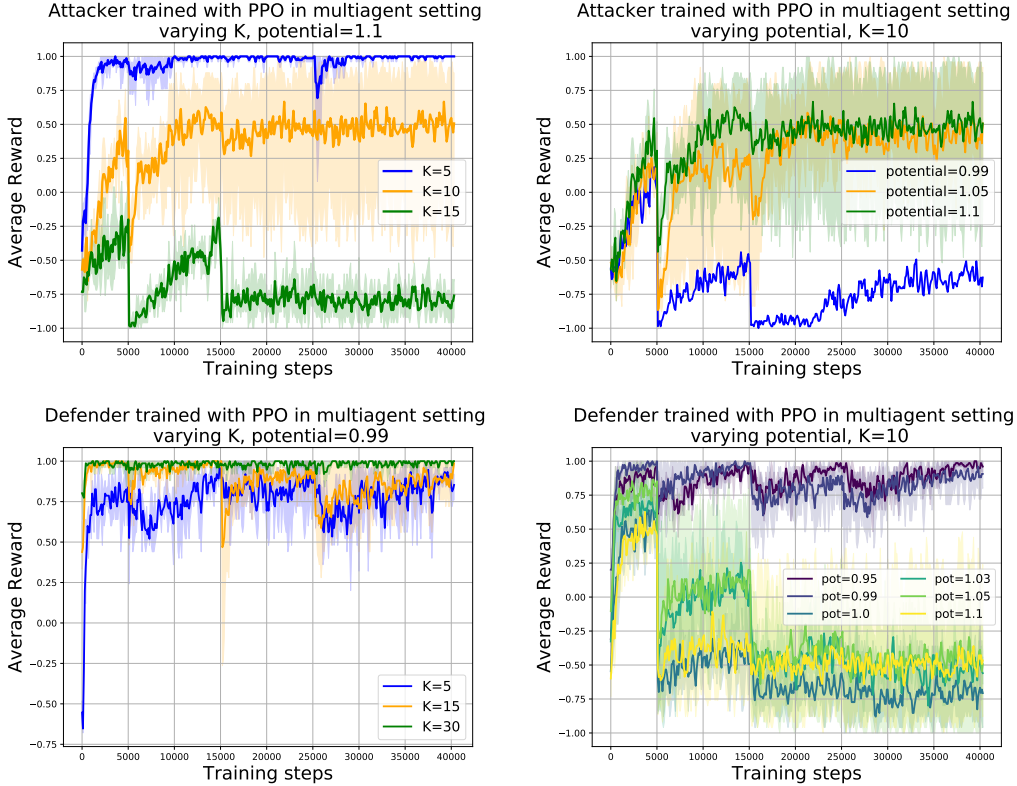 Attacker trained with PPO in multiagent setting
varying K, potential=1.1
1.00
0.75
0.50
0.25
0.00
−0.25
−0.50
−0.75
−1.00
Average Reward
K=5
K=10
K=15
0 5000 10000 15000 20000 25000 30000 35000 40000
Training steps
Attacker trained with PPO in multiagent setting
varying potential, K=10
1.00
0.75
0.50
0.25
0.00
−0.25
−0.50
−0.75
−1.00
Average Reward
potential=0.99
potential=1.05
potential=1.1
0 5000 10000 15000 20000 25000 30000 35000 40000
Training steps
Defender trained with PPO in multiagent setting
varying K, potential=0.99
1.00
0.75
0.50
0.25
0.00
−0.25
−0.50
−0.75
Average Reward
K=5
K=15
K=30
0 5000 10000 15000 20000 25000 30000 35000 40000
Training steps
Defender trained with PPO in multiagent setting
varying potential, K=10
1.00
0.75
0.50
0.25
0.00
−0.25
−0.50
−0.75
−1.00
Average Reward
pot=0.95
pot=0.99
pot=1.0
pot=1.03
pot=1.05
pot=1.1
0 5000 10000 15000 20000 25000 30000 35000 40000
Training steps